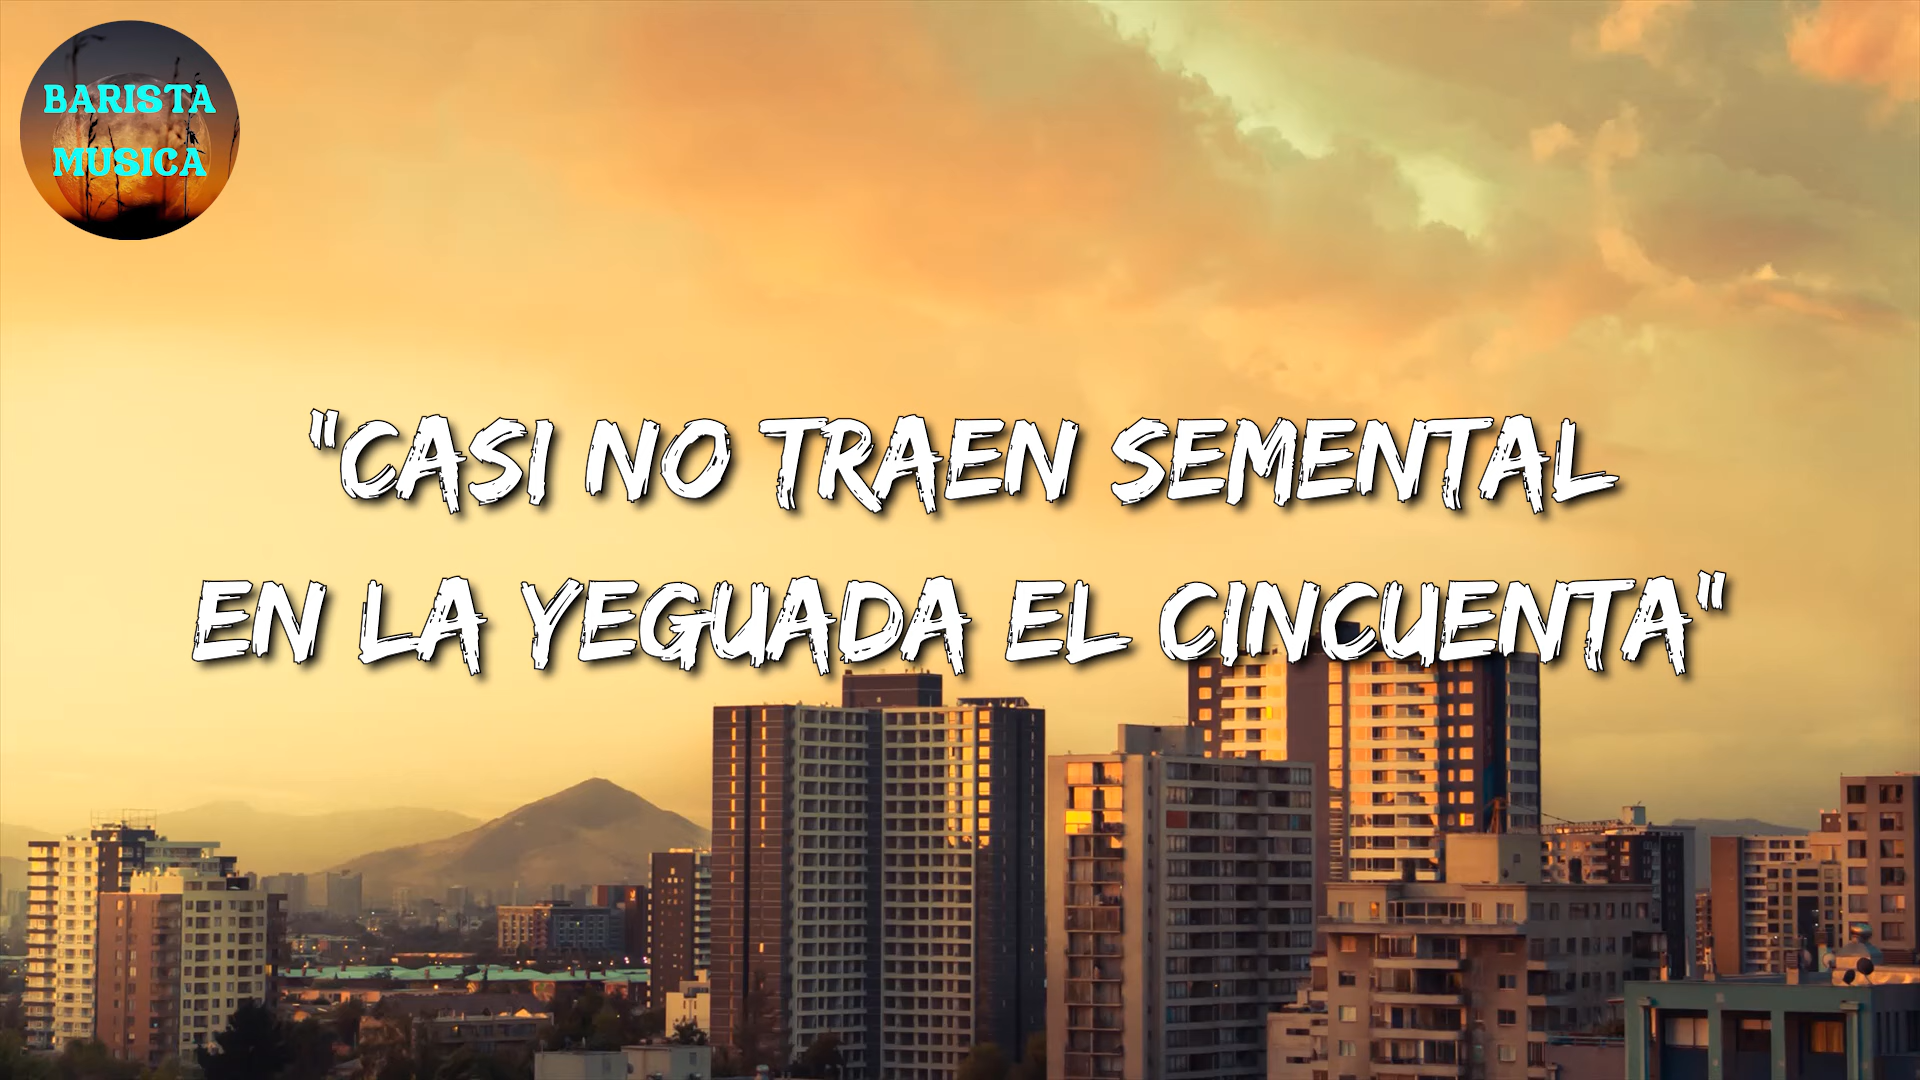 BARISTA
MUSICA
"CASI NO TRAEN SEMENTAL
EN LA YEGUADA EL CINCUENTA"